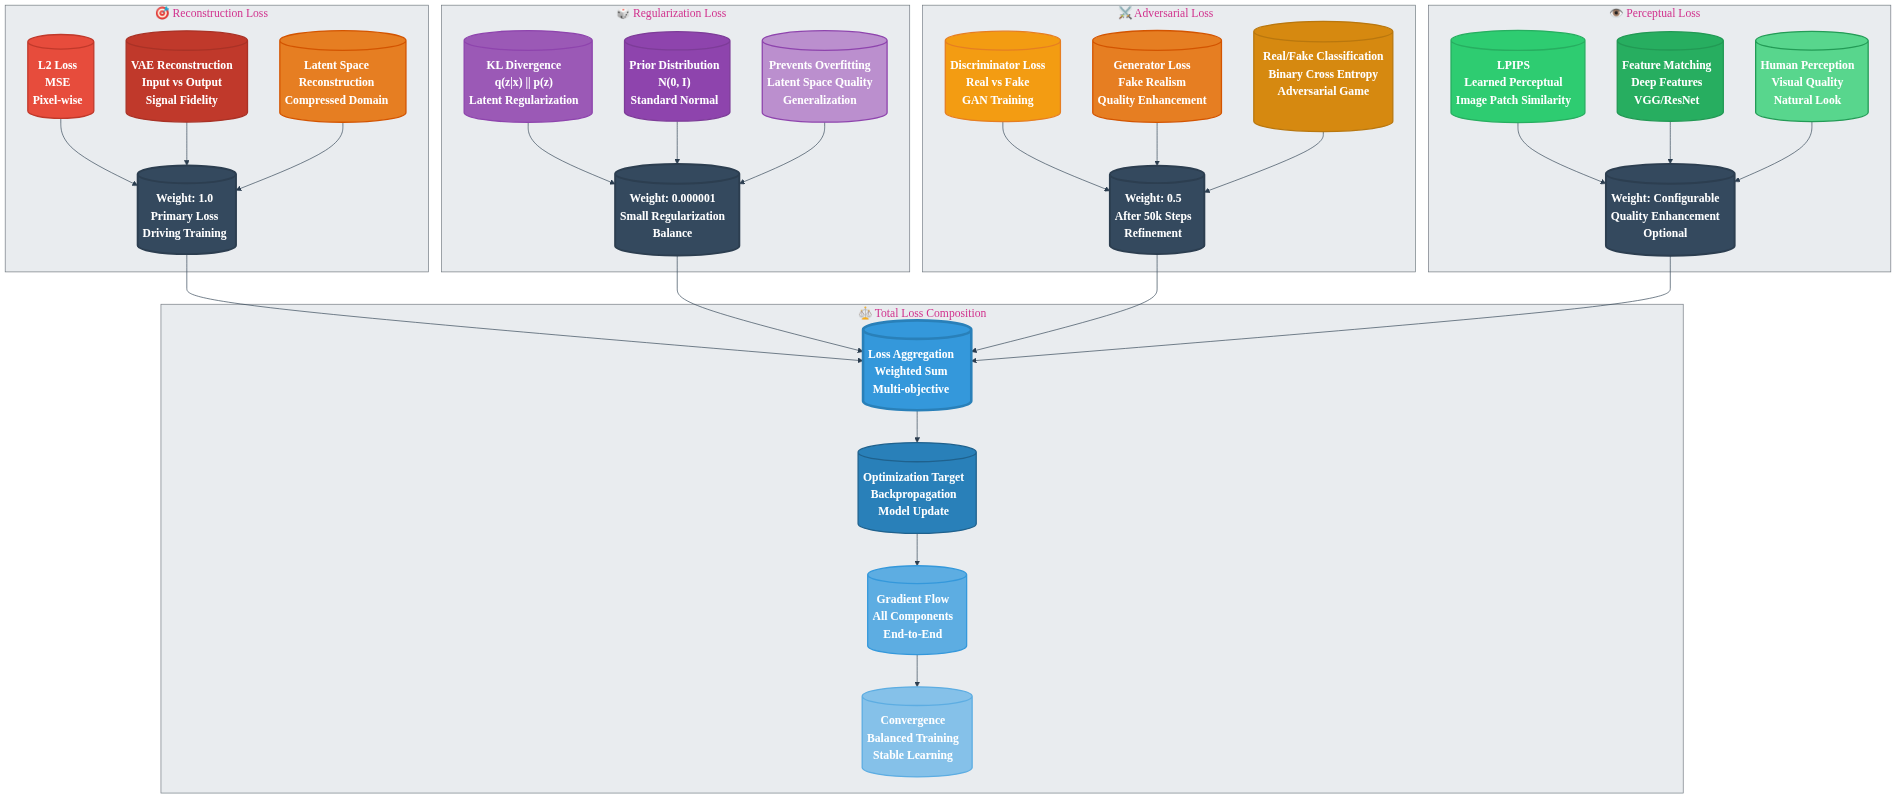 🎯 Reconstruction Loss
L2 Loss
MSE
Pixel-wise
VAE Reconstruction
Input vs Output
Signal Fidelity
Latent Space
Reconstruction
Compressed Domain
Weight: 1.0
Primary Loss
Driving Training
🎲 Regularization Loss
KL Divergence
q(z|x) || p(z)
Latent Regularization
Prior Distribution
N(0, I)
Standard Normal
Prevents Overfitting
Latent Space Quality
Generalization
Weight: 0.000001
Small Regularization
Balance
⚔️ Adversarial Loss
Discriminator Loss
Real vs Fake
GAN Training
Generator Loss
Fake Realism
Quality Enhancement
Real/Fake Classification
Binary Cross Entropy
Adversarial Game
Weight: 0.5
After 50k Steps
Refinement
👁️ Perceptual Loss
LPIPS
Learned Perceptual
Image Patch Similarity
Feature Matching
Deep Features
VGG/ResNet
Human Perception
Visual Quality
Natural Look
Weight: Configurable
Quality Enhancement
Optional
⚖️ Total Loss Composition
Loss Aggregation
Weighted Sum
Multi-objective
Optimization Target
Backpropagation
Model Update
Gradient Flow
All Components
End-to-End
Convergence
Balanced Training
Stable Learning